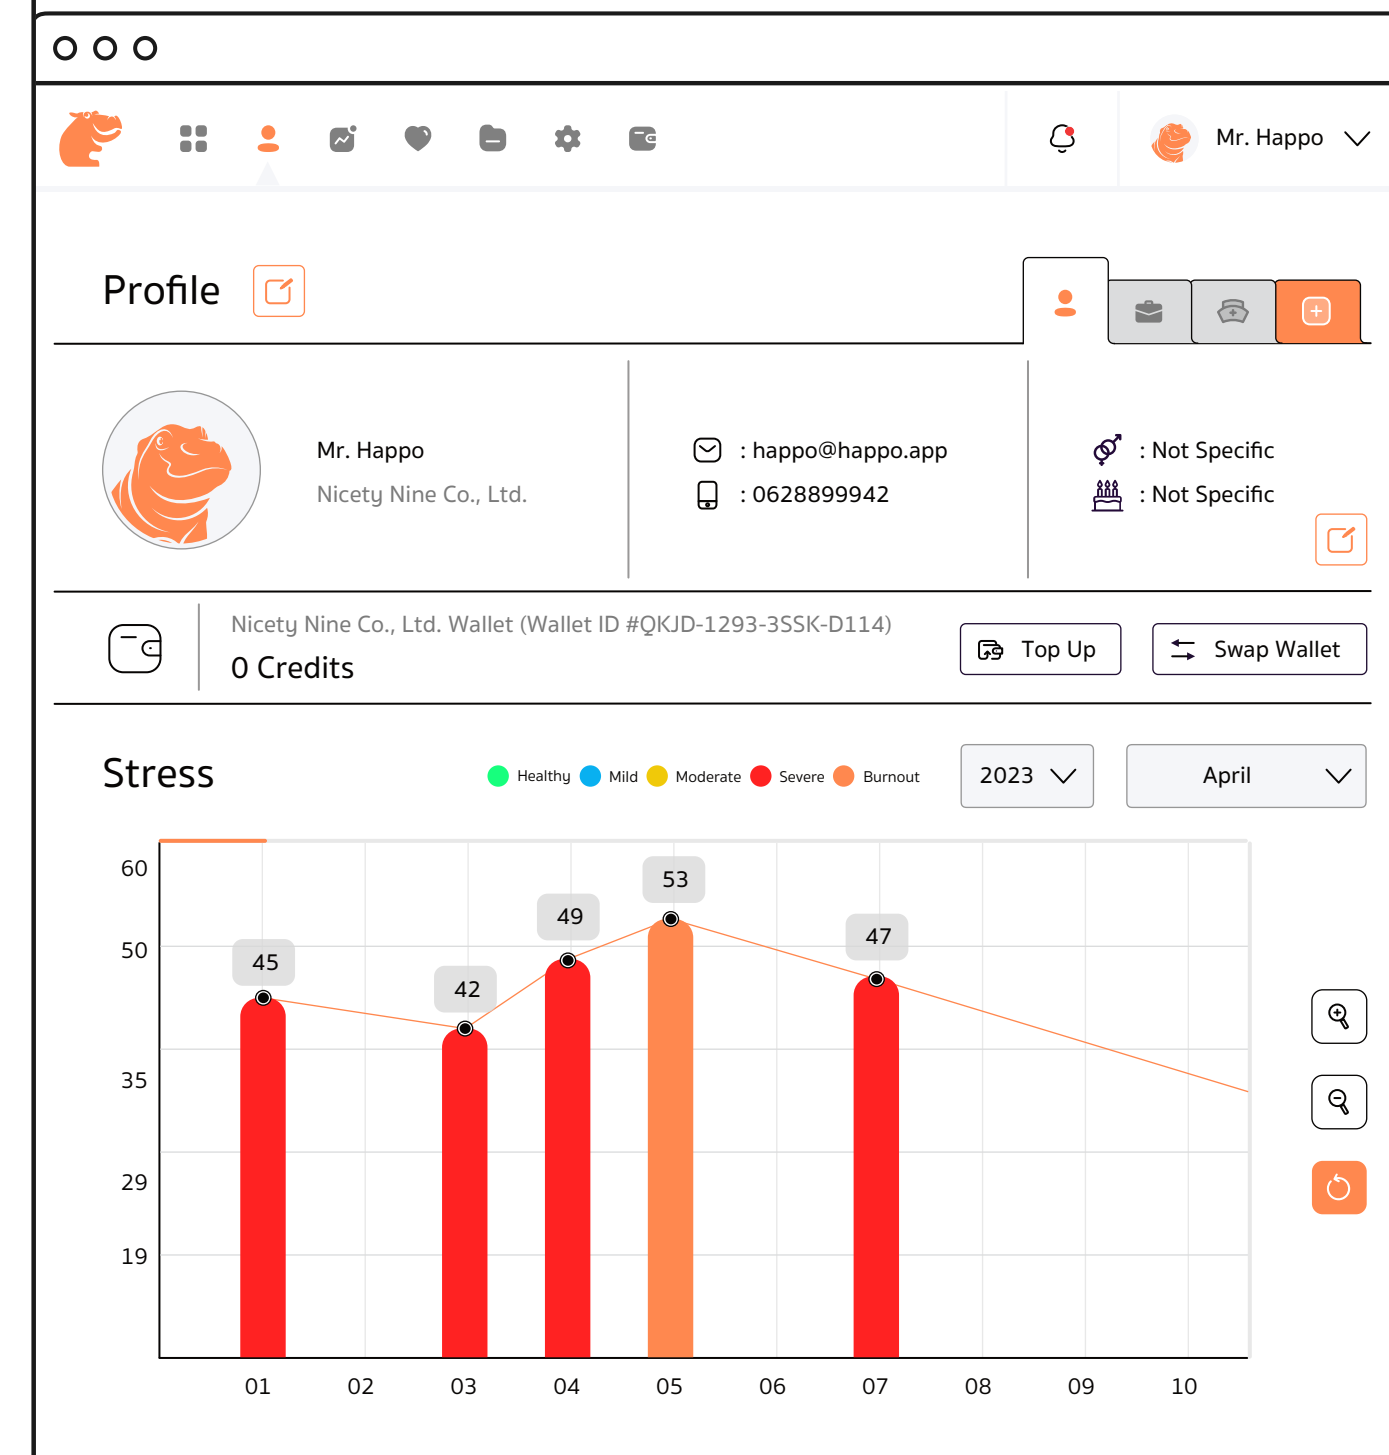 Mr. Happo
Profile
Mr. Happo
Nicety Nine Co., Ltd.
: happo@happo.app
: 0628899942
: Not Specific
: Not Specific
Nicety Nine Co., Ltd. Wallet (Wallet ID #QKJD-1293-3SSK-D114)
0 Credits
Top Up
Swap Wallet
Stress
Healthy Mild Moderate Severe Burnout
2023
April
60
50
35
29
19
45
42
49
53
47
01 02 03 04 05 06 07 08 09 10